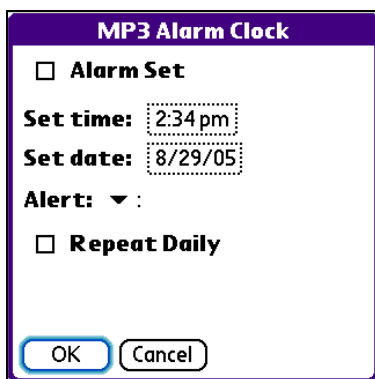 MP3 Alarm Clock
Alarm Set
Set time: 2:34 pm
Set date: 8/29/05
Alert: :
Repeat Daily
OK Cancel